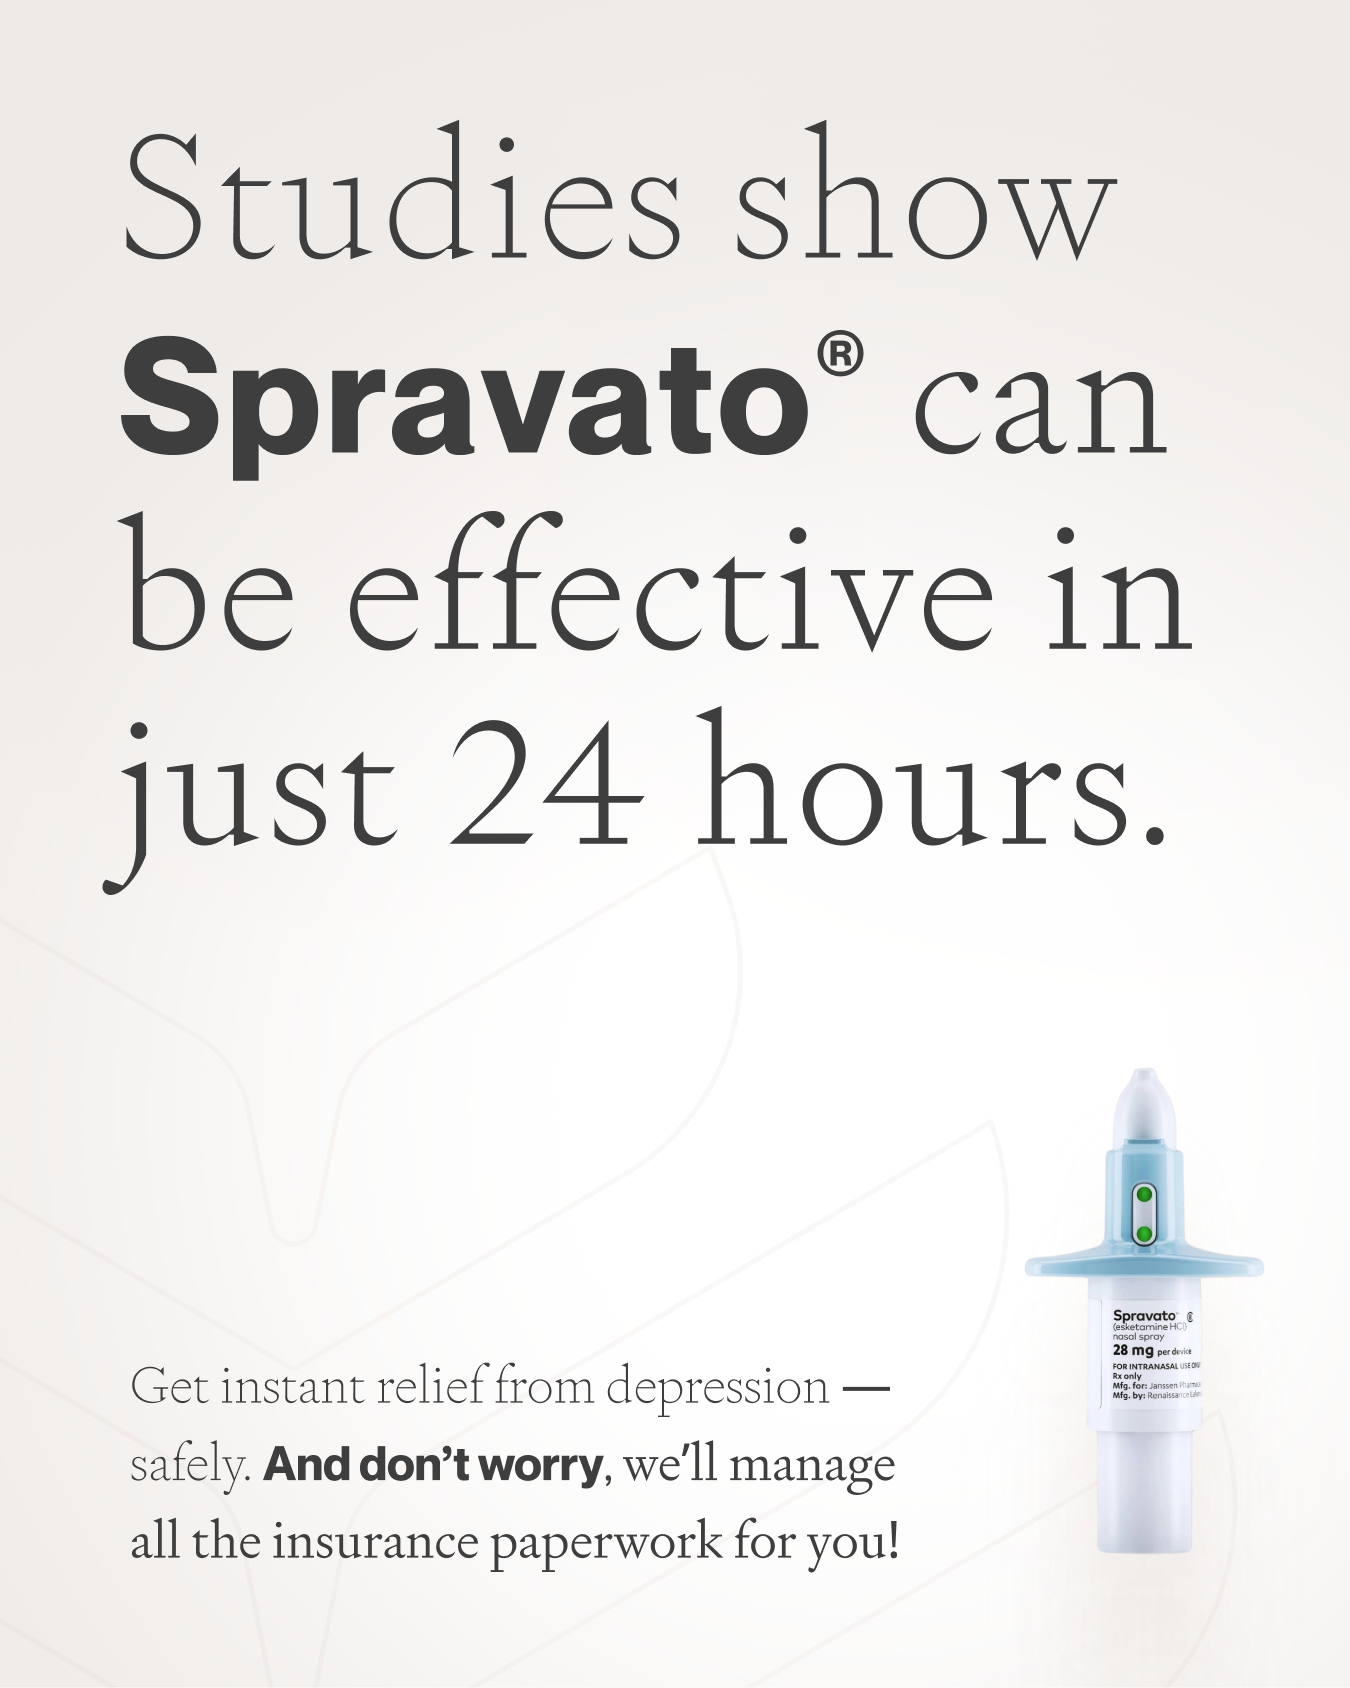 Studies show
Spravato® can
be effective in
just 24 hours.
Get instant relief from depression —
safely. And don’t worry, we’ll manage
all the insurance paperwork for you!
Spravato™
(esketamine HCl)
nasal spray
28 mg per device
FOR INTRANASAL USE
Rx only
Mfg. for: Janssen
Mfg. by: Renaissance